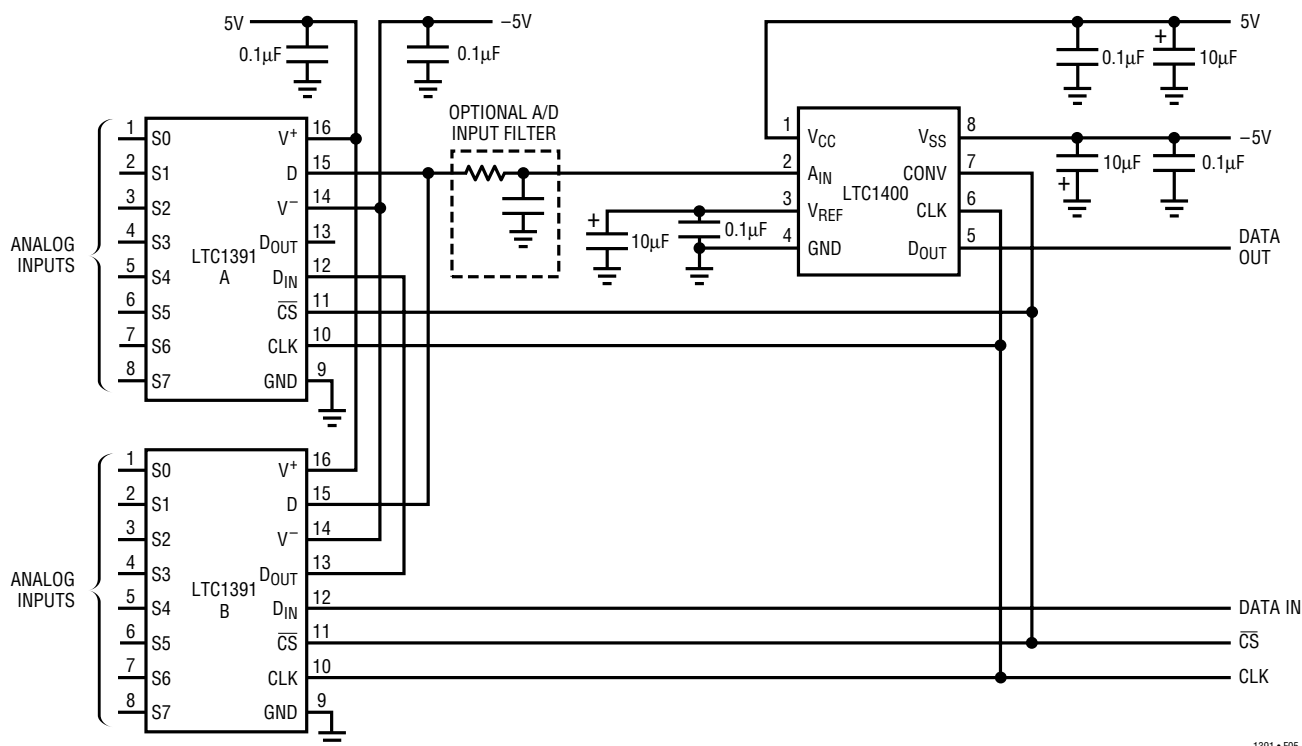 5V
0.1μF
–5V
0.1μF
5V
0.1μF
+
10μF
OPTIONAL A/D
INPUT FILTER
ANALOG
INPUTS
1 S0
2 S1
3 S2
4 S3
5 S4
6 S5
7 S6
8 S7
LTC1391
A
V+ 16
D 15
V– 14
DOUT 13
DIN 12
CS 11
CLK 10
GND 9
1 VCC
2 AIN
3 VREF
4 GND
LTC1400
VSS 8
CONV 7
CLK 6
DOUT 5
+
10μF
0.1μF
–5V
10μF
+
0.1μF
DATA
OUT
ANALOG
INPUTS
1 S0
2 S1
3 S2
4 S3
5 S4
6 S5
7 S6
8 S7
LTC1391
B
V+ 16
D 15
V– 14
DOUT 13
DIN 12
CS 11
CLK 10
GND 9
DATA IN
CS
CLK
1391 • F05